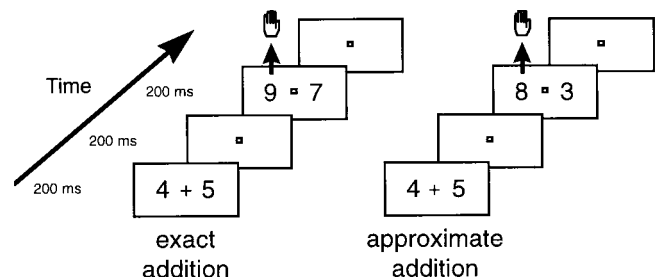 Time
200 ms
200 ms
200 ms
9 7
4 + 5
exact
addition
8 3
4 + 5
approximate
addition